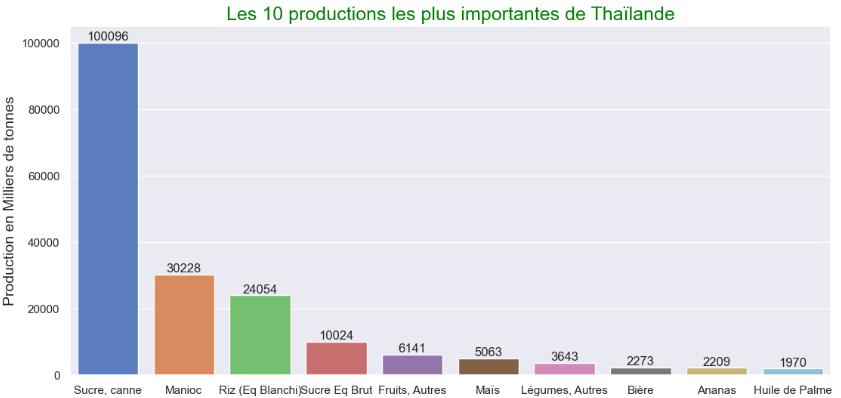 Les 10 productions les plus importantes de Thaïlande
Production en Milliers de tonnes
100000
80000
60000
40000
20000
0
100096
30228
24054
10024
6141
5063
3643
2273
2209
1970
Sucre, canne
Manioc
Riz (Eq Blanchi)
Sucre Eq Brut
Fruits, Autres
Maïs
Légumes, Autres
Bière
Ananas
Huile de Palme